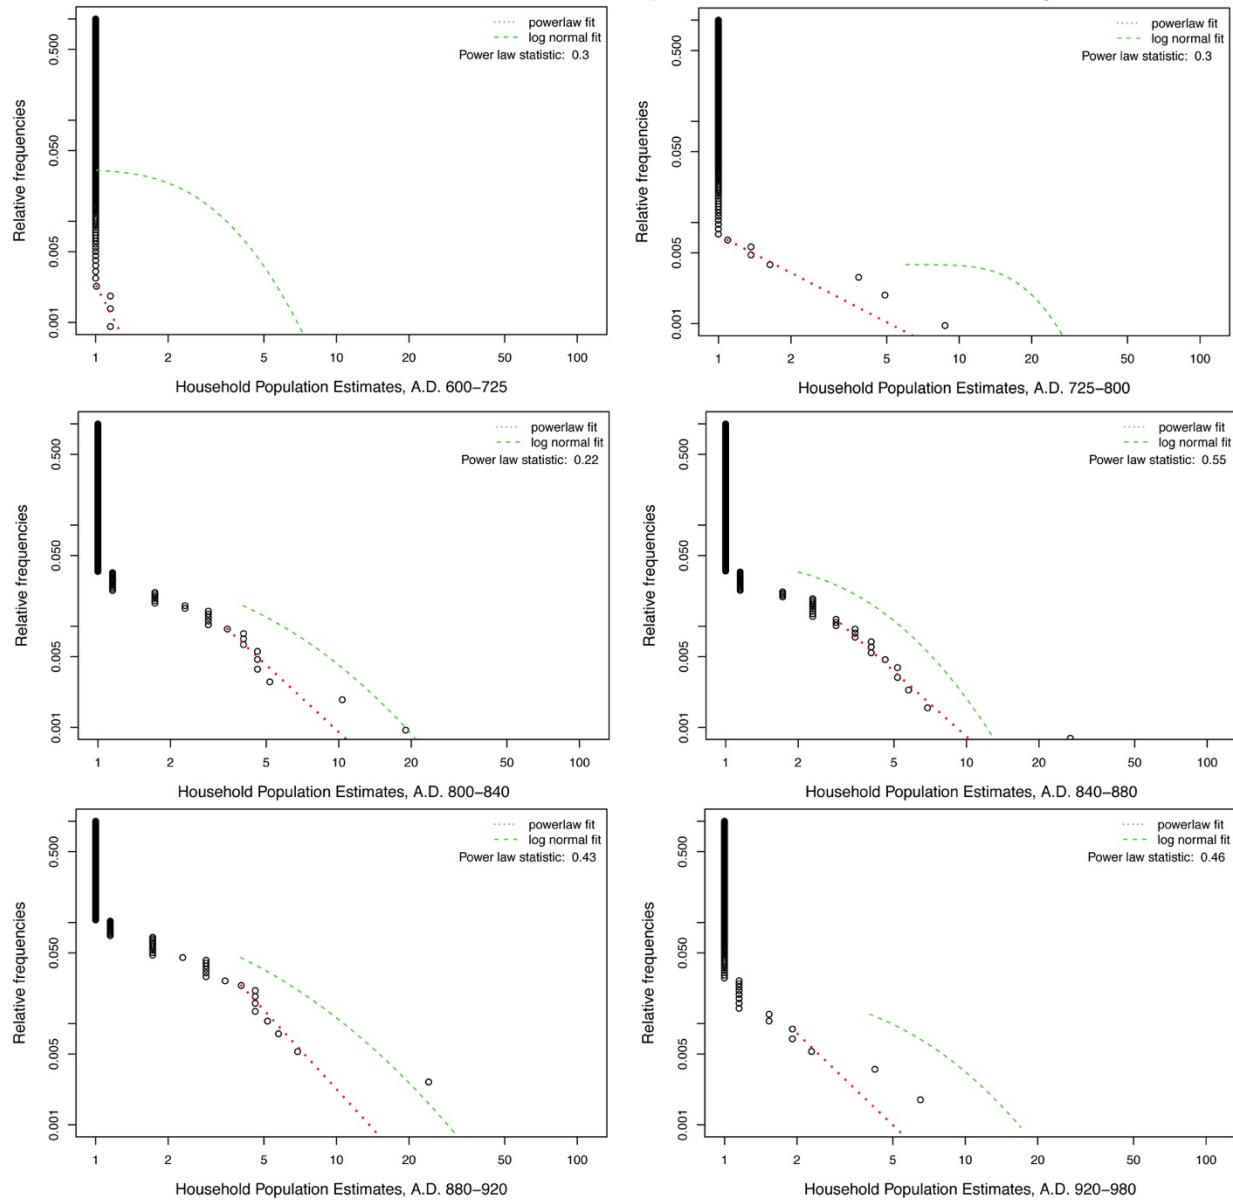 powerlaw fit
log normal fit
Power law statistic: 0.3
Relative frequencies
0.500
0.050
0.005
0.001
1 2 5 10 20 50 100
Household Population Estimates, A.D. 600–725
powerlaw fit
log normal fit
Power law statistic: 0.3
Relative frequencies
0.500
0.050
0.005
0.001
1 2 5 10 20 50 100
Household Population Estimates, A.D. 725–800
powerlaw fit
log normal fit
Power law statistic: 0.22
Relative frequencies
0.500
0.050
0.005
0.001
1 2 5 10 20 50 100
Household Population Estimates, A.D. 800–840
powerlaw fit
log normal fit
Power law statistic: 0.55
Relative frequencies
0.500
0.050
0.005
0.001
1 2 5 10 20 50 100
Household Population Estimates, A.D. 840–880
powerlaw fit
log normal fit
Power law statistic: 0.43
Relative frequencies
0.500
0.050
0.005
0.001
1 2 5 10 20 50 100
Household Population Estimates, A.D. 880–920
powerlaw fit
log normal fit
Power law statistic: 0.46
Relative frequencies
0.500
0.050
0.005
0.001
1 2 5 10 20 50 100
Household Population Estimates, A.D. 920–980